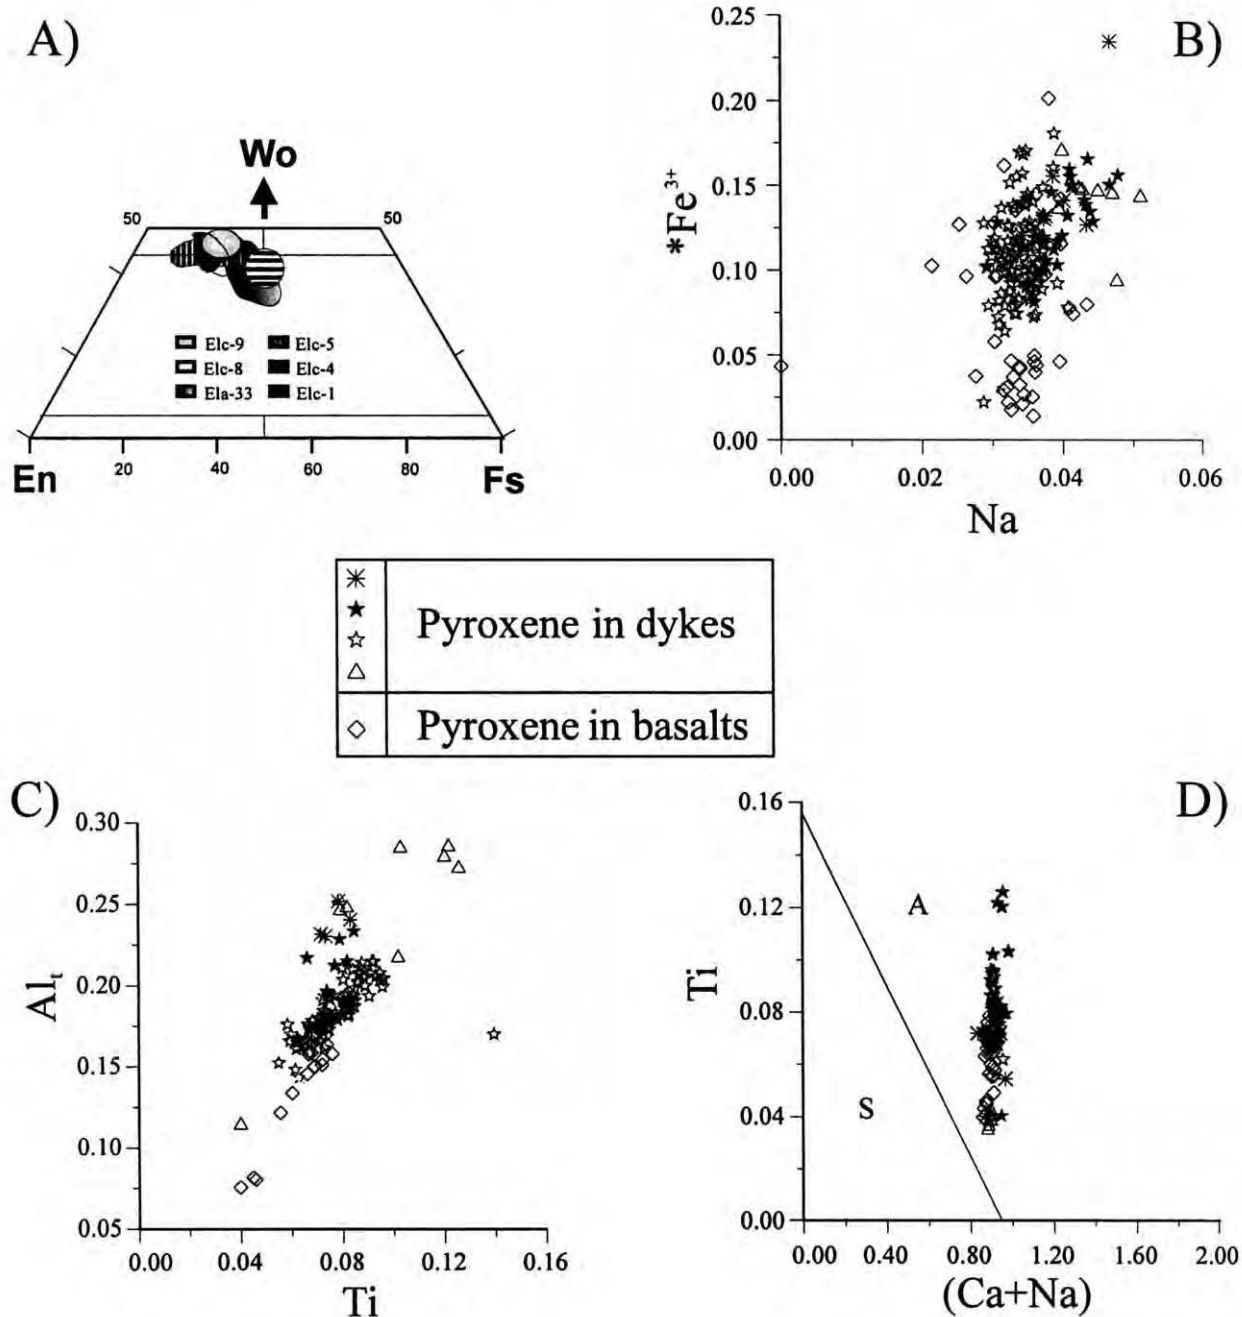 A)
Wo
50 50
Elc-9 Elc-5
Elc-8 Elc-4
Ela-33 Elc-1
20 40 60 80
En Fs
B)
0.25
0.20
0.15
0.10
0.05
0.00
*Fe³⁺
0.00 0.02 0.04 0.06
Na
Pyroxene in dykes
Pyroxene in basalts
C)
0.30
0.25
0.20
0.15
0.10
0.05
Alₜ
0.00 0.04 0.08 0.12 0.16
Ti
D)
0.16
0.12
0.08
0.04
0.00
Ti
A
S
0.00 0.40 0.80 1.20 1.60 2.00
(Ca+Na)